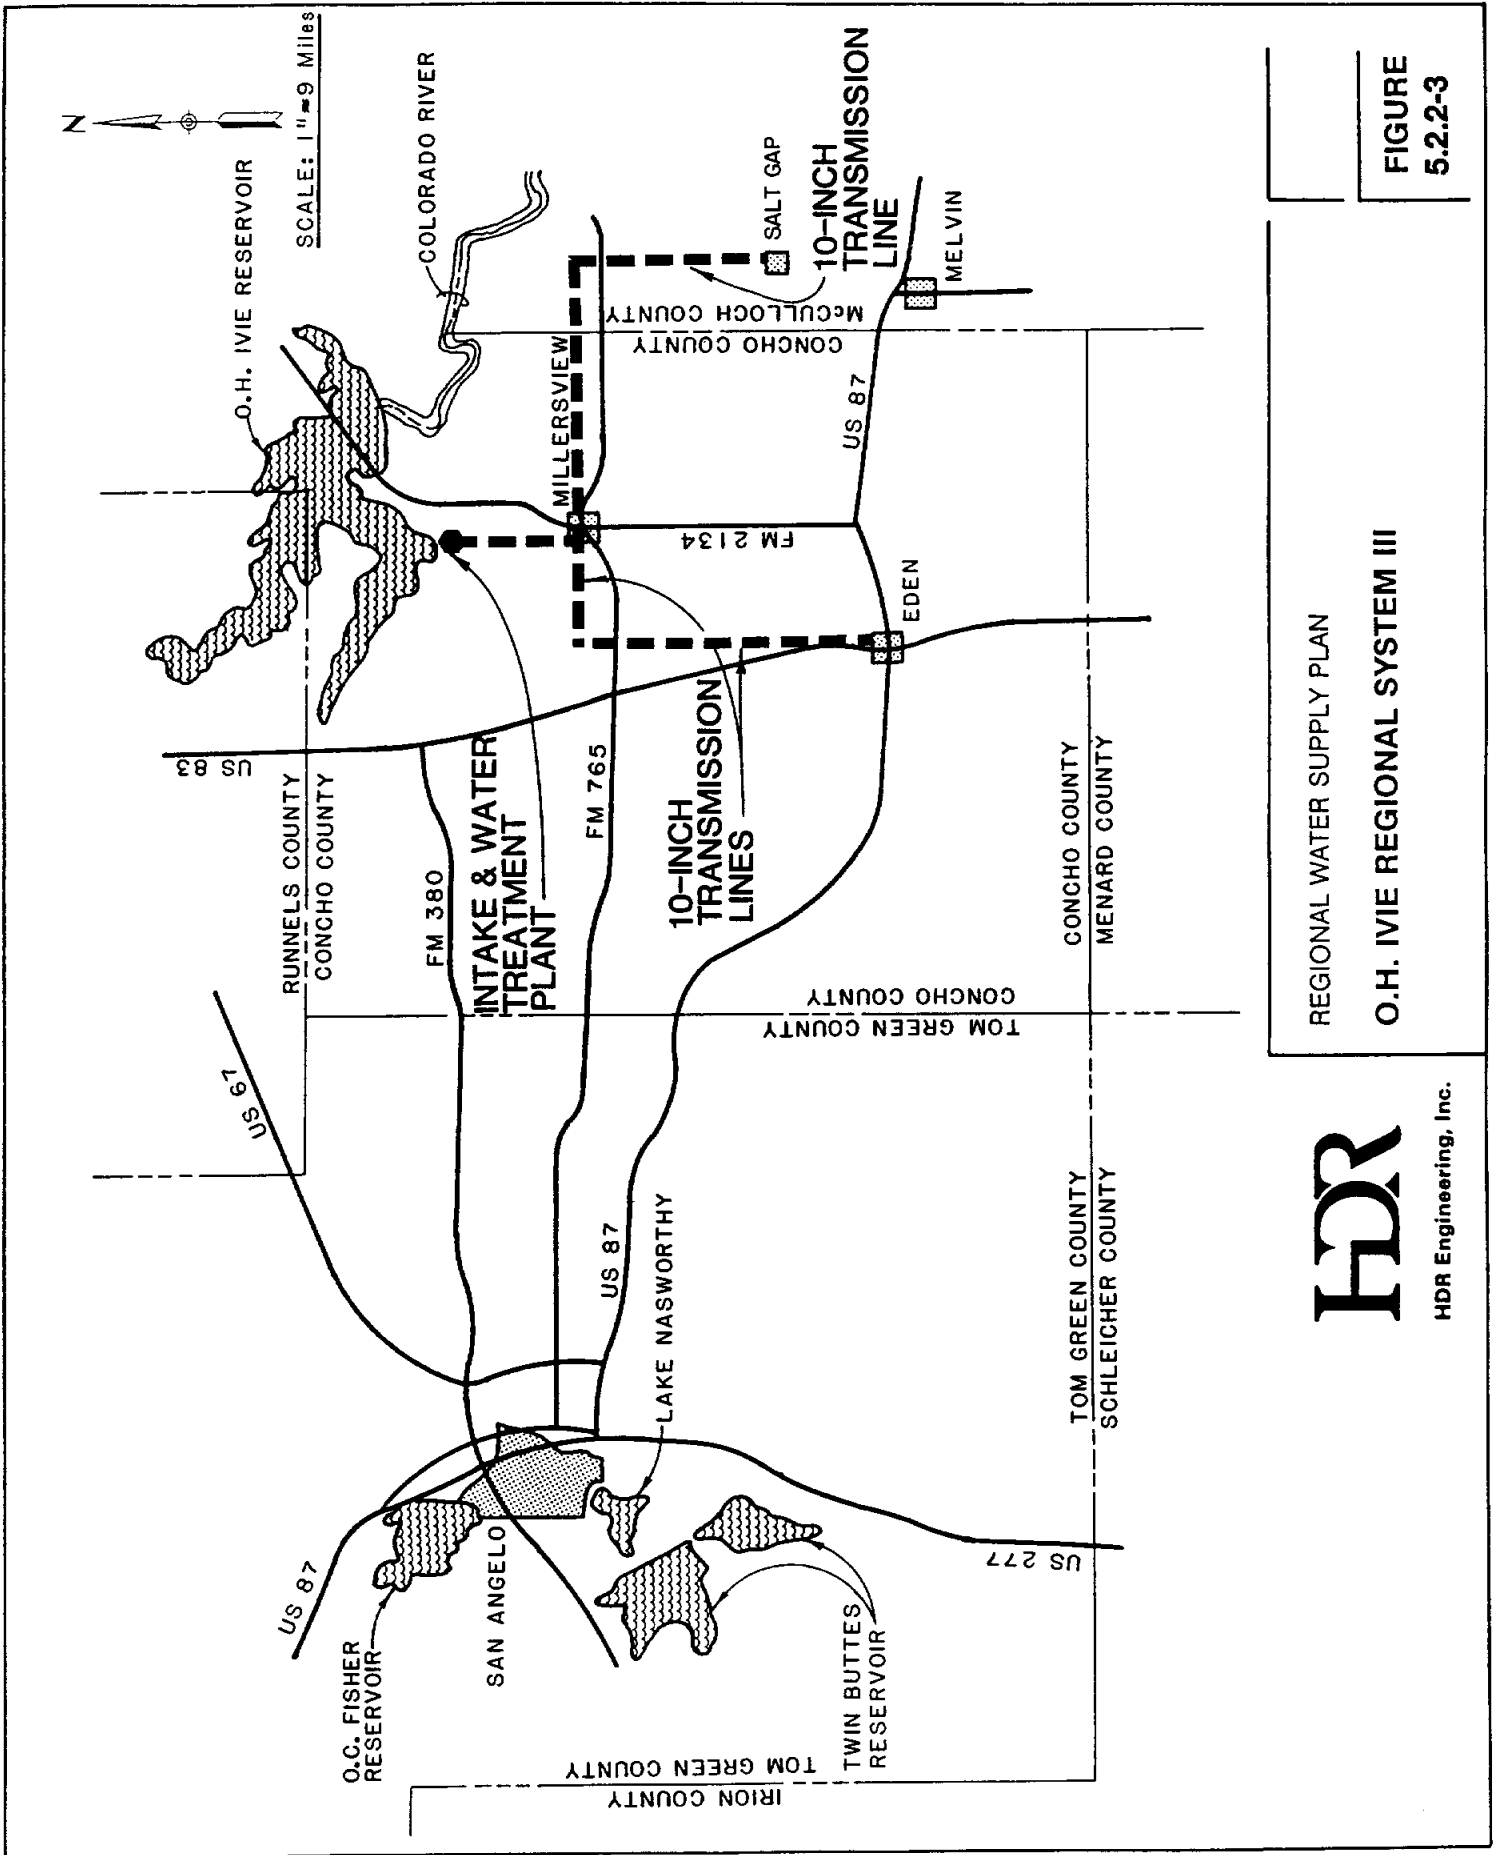 N
SCALE: 1"≈9 Miles
O.H. IVIE RESERVOIR
COLORADO RIVER
SALT GAP
10-INCH
TRANSMISSION
LINE
MELVIN
McCULLOCH COUNTY
CONCHO COUNTY
MILLERSVIEW
US 87
FM 2134
EDEN
US 83
RUNNELS COUNTY
CONCHO COUNTY
FM 380
INTAKE & WATER
TREATMENT
PLANT
FM 765
10-INCH
TRANSMISSION
LINES
CONCHO COUNTY
MENARD COUNTY
CONCHO COUNTY
TOM GREEN COUNTY
US 67
US 87
LAKE NASWORTHY
TOM GREEN COUNTY
SCHLEICHER COUNTY
US 87
O.C. FISHER
RESERVOIR
SAN ANGELO
TWIN BUTTES
RESERVOIR
US 277
TOM GREEN COUNTY
IRION COUNTY
HDR
HDR Engineering, Inc.
REGIONAL WATER SUPPLY PLAN
O.H. IVIE REGIONAL SYSTEM III
FIGURE
5.2.2-3